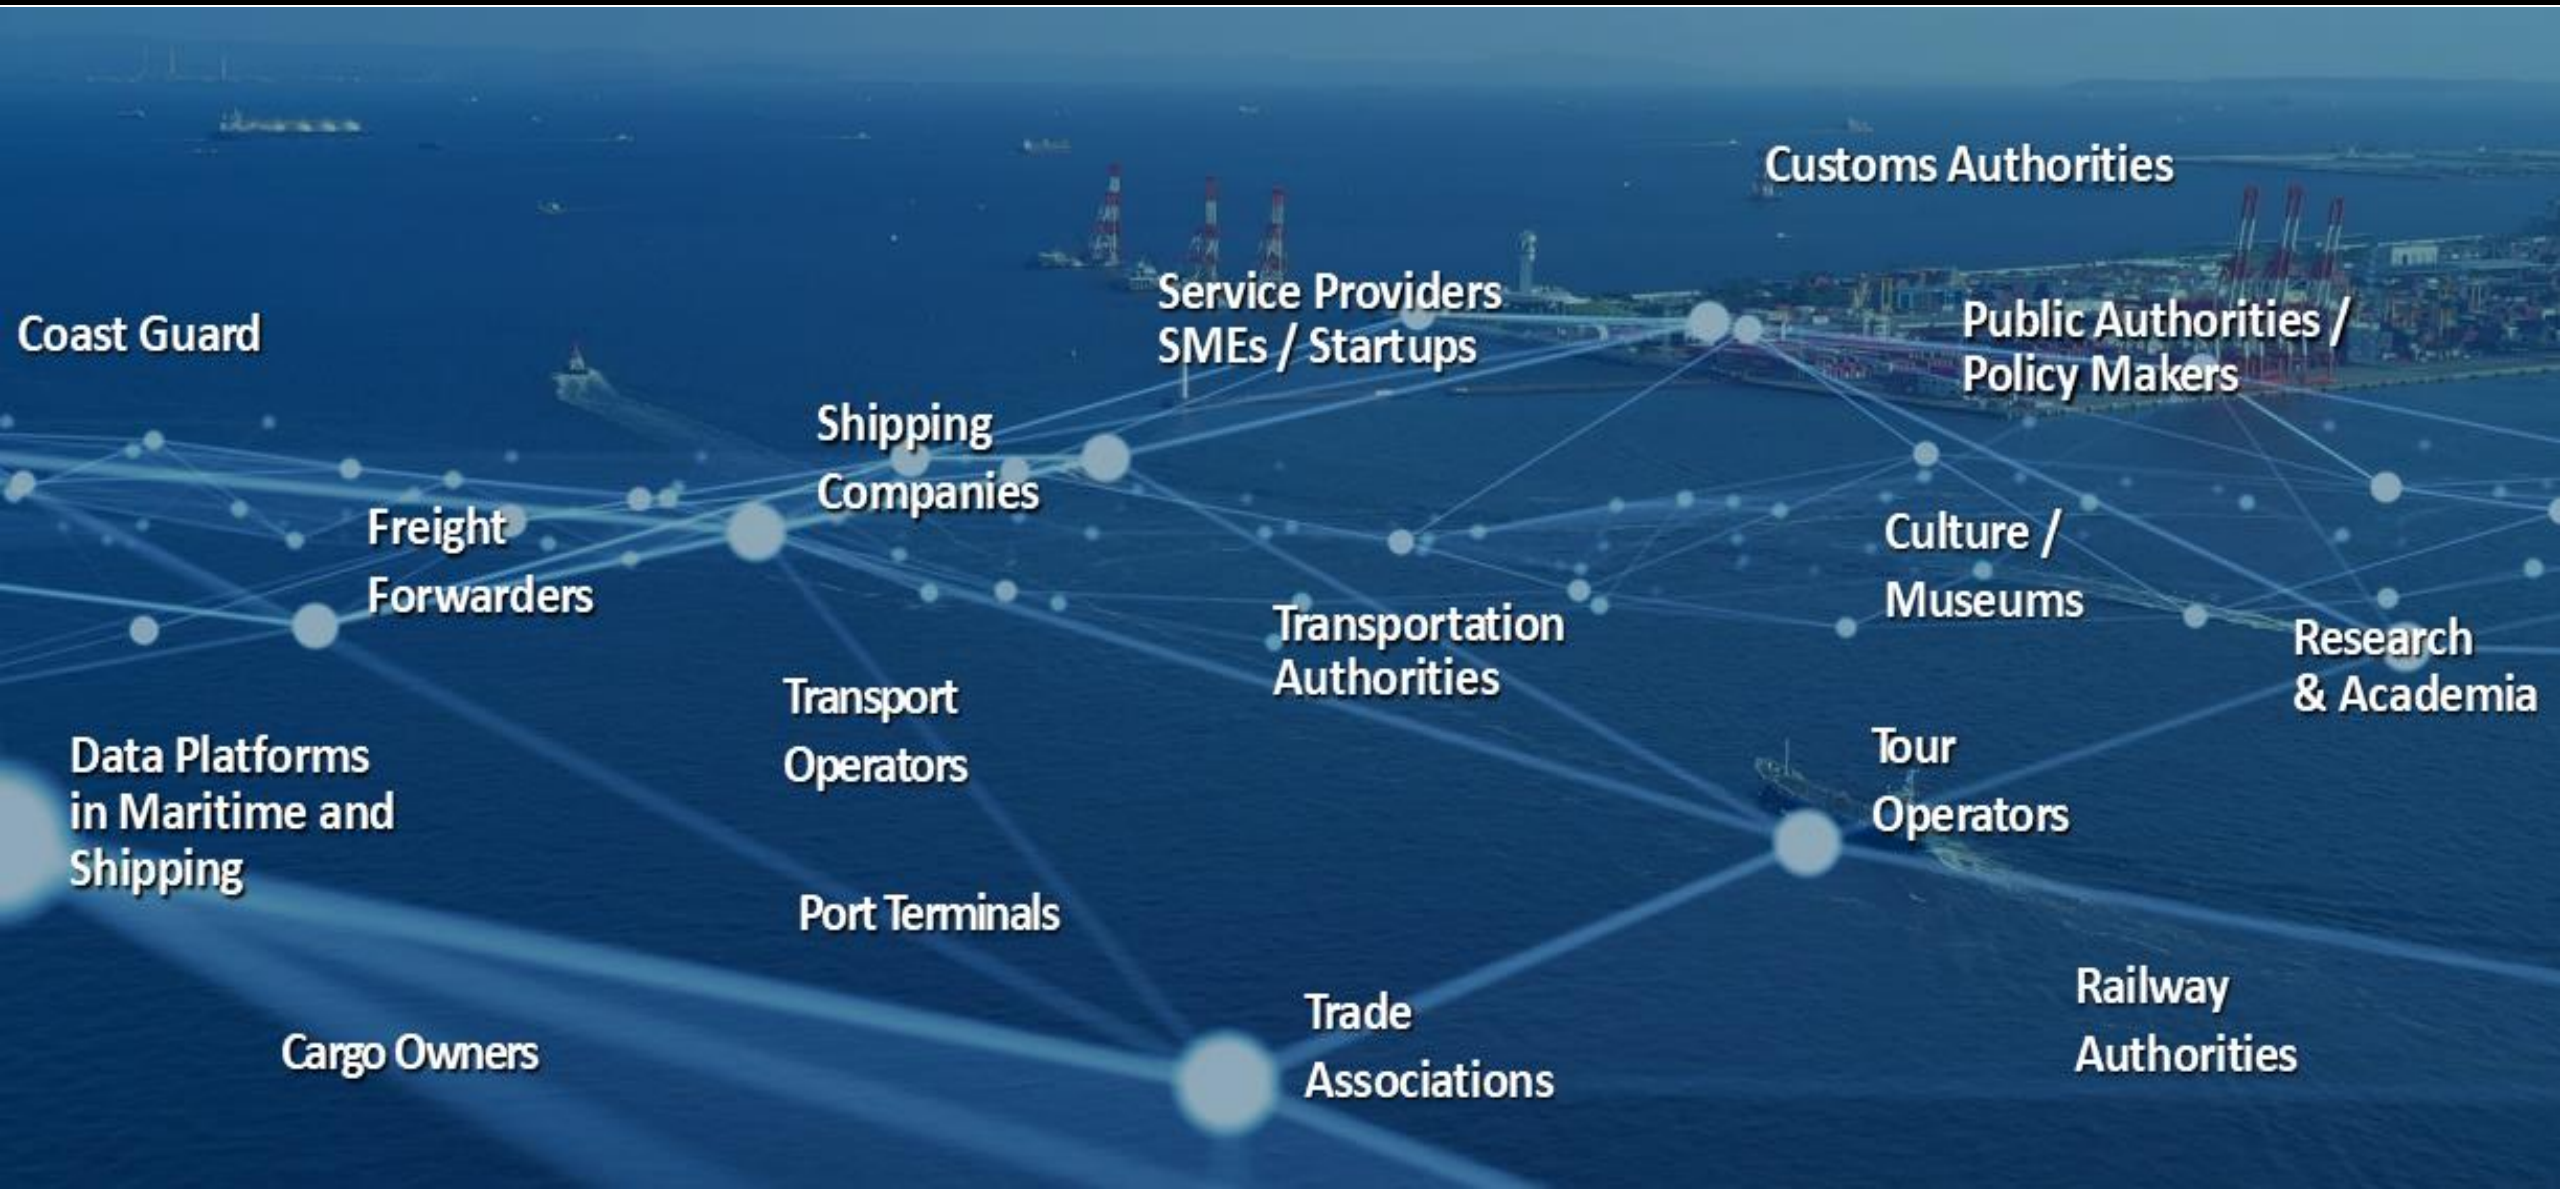 Customs Authorities
Service Providers
SMEs / Startups
Public Authorities /
Policy Makers
Coast Guard
Shipping
Companies
Freight
Forwarders
Culture /
Museums
Transportation
Authorities
Research
& Academia
Transport
Operators
Tour
Operators
Data Platforms
in Maritime and
Shipping
Port Terminals
Trade
Associations
Railway
Authorities
Cargo Owners